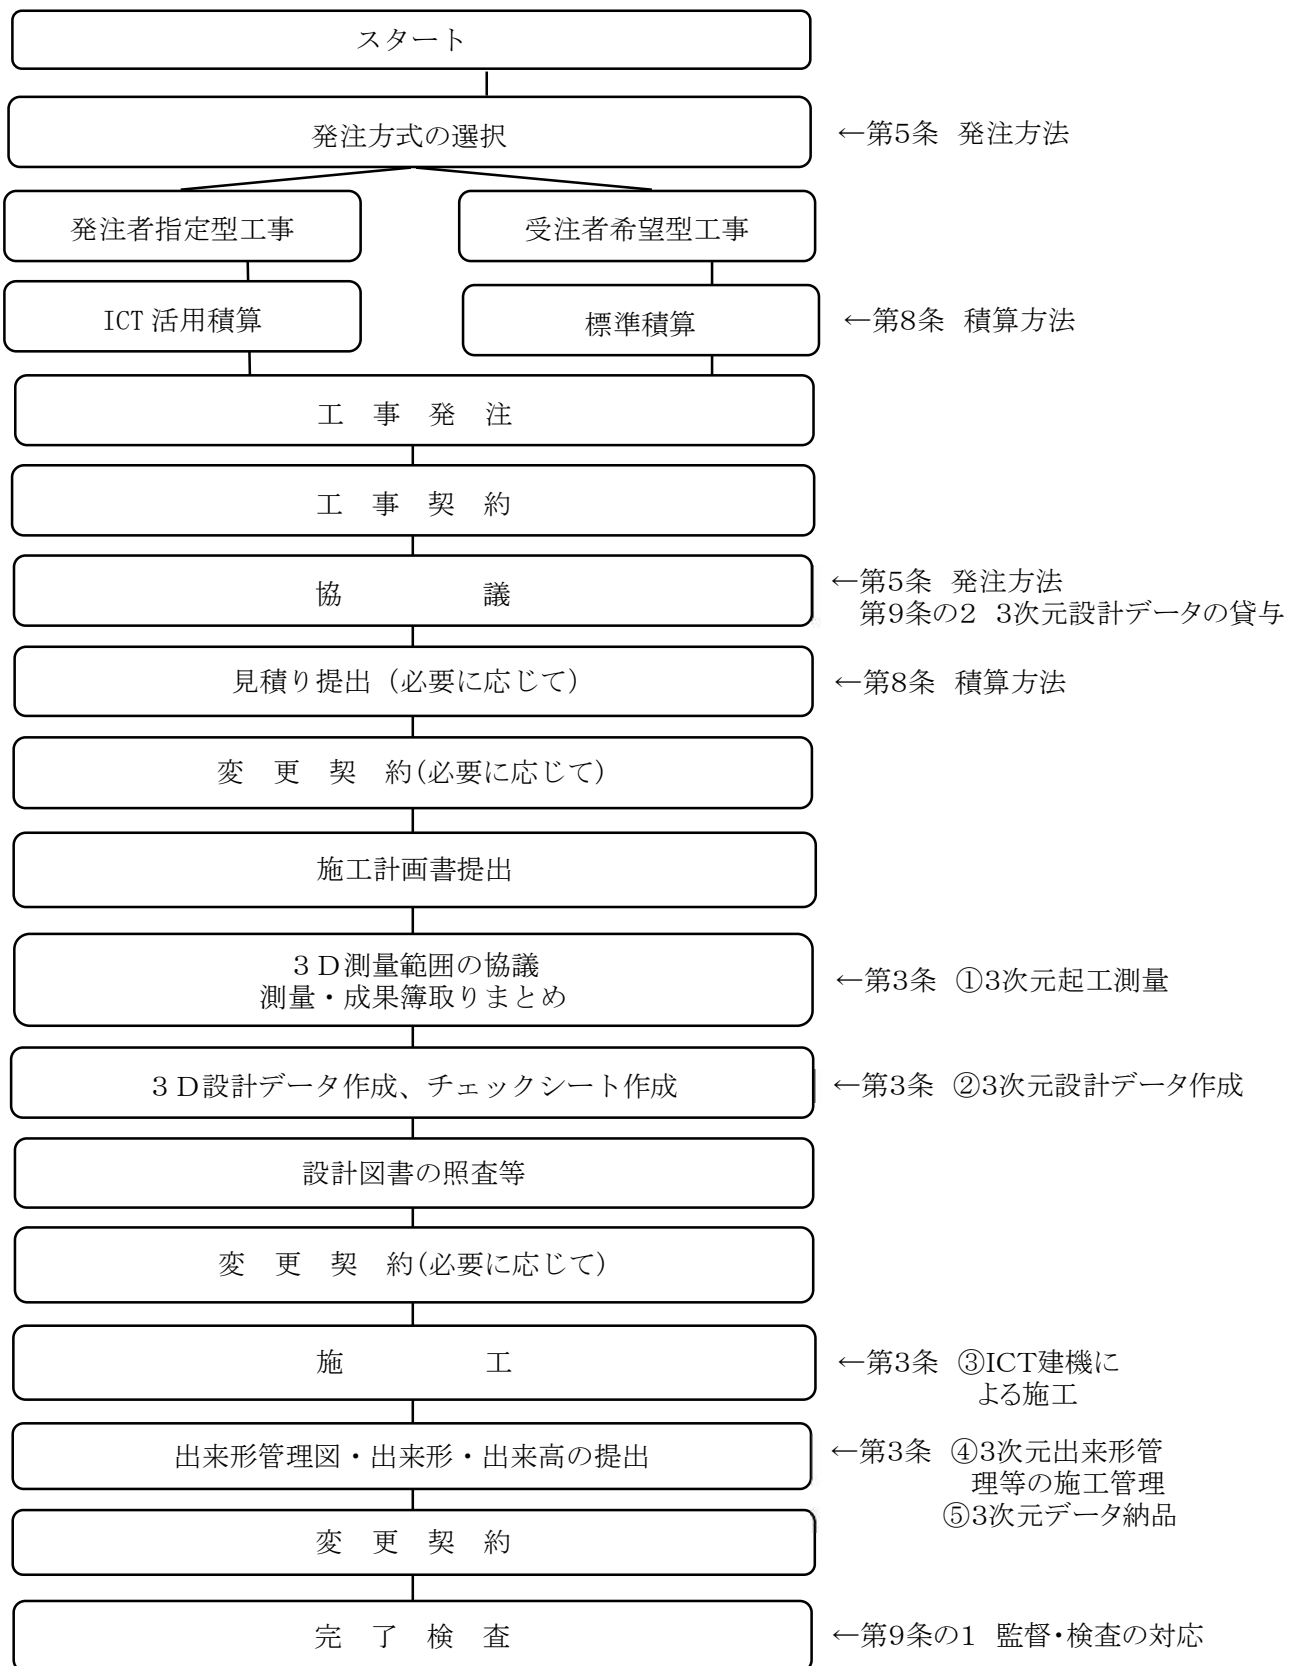 スタート
発注方式の選択
←第5条　発注方法
発注者指定型工事
受注者希望型工事
ICT 活用積算
標準積算
←第8条　積算方法
工　事　発　注
工　事　契　約
協　　　　　議
←第5条　発注方法
第9条の2　3次元設計データの貸与
見積り提出（必要に応じて）
←第8条　積算方法
変　更　契　約(必要に応じて)
施工計画書提出
３Ｄ測量範囲の協議
測量・成果簿取りまとめ
←第3条　①3次元起工測量
３Ｄ設計データ作成、チェックシート作成
←第3条　②3次元設計データ作成
設計図書の照査等
変　更　契　約(必要に応じて)
施　　　　　工
←第3条　③ICT建機に
よる施工
出来形管理図・出来形・出来高の提出
←第3条　④3次元出来形管
理等の施工管理
⑤3次元データ納品
変　更　契　約
完　了　検　査
←第9条の1　監督・検査の対応